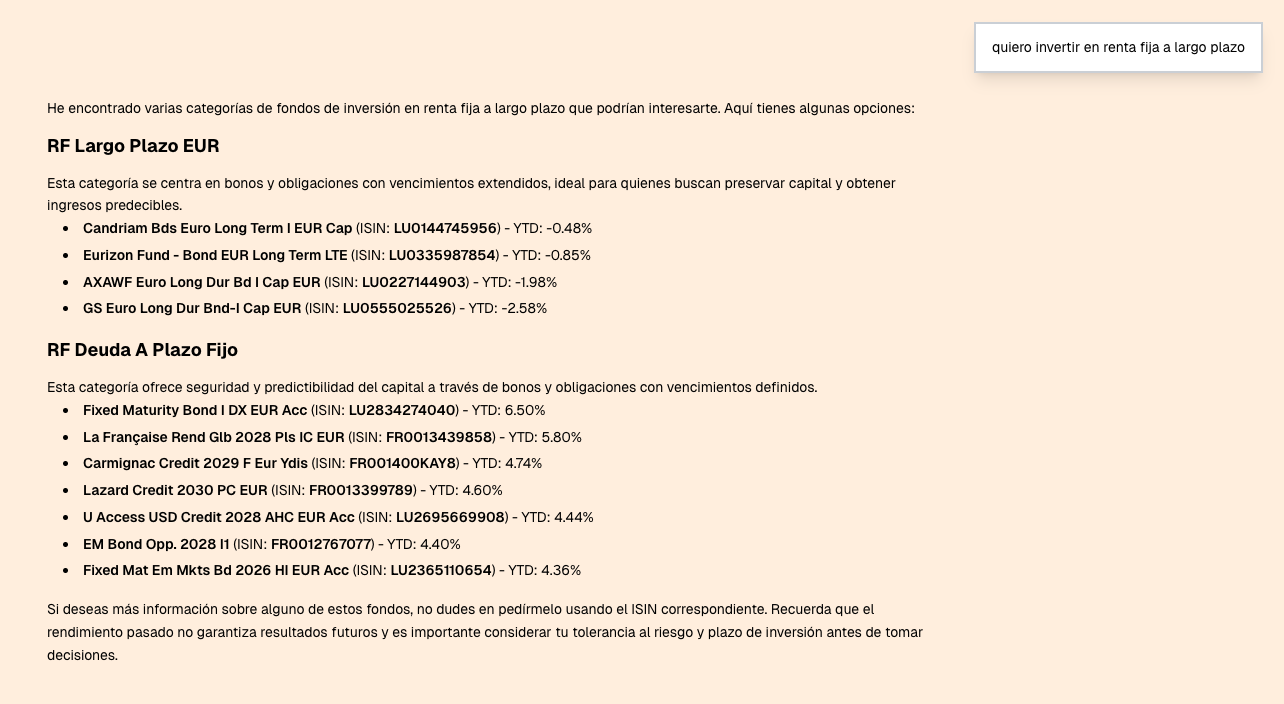 quiero invertir en renta fija a largo plazo
He encontrado varias categorías de fondos de inversión en renta fija a largo plazo que podrían interesarte. Aquí tienes algunas opciones:
RF Largo Plazo EUR
Esta categoría se centra en bonos y obligaciones con vencimientos extendidos, ideal para quienes buscan preservar capital y obtener
ingresos predecibles.
• Candriam Bds Euro Long Term I EUR Cap (ISIN: LU0144745956) - YTD: -0.48%
• Eurizon Fund - Bond EUR Long Term LTE (ISIN: LU0335987854) - YTD: -0.85%
• AXAWF Euro Long Dur Bd I Cap EUR (ISIN: LU0227144903) - YTD: -1.98%
• GS Euro Long Dur Bnd-I Cap EUR (ISIN: LU0555025526) - YTD: -2.58%
RF Deuda A Plazo Fijo
Esta categoría ofrece seguridad y predictibilidad del capital a través de bonos y obligaciones con vencimientos definidos.
• Fixed Maturity Bond I DX EUR Acc (ISIN: LU2834274040) - YTD: 6.50%
• La Française Rend Glb 2028 Pls IC EUR (ISIN: FR0013439858) - YTD: 5.80%
• Carmignac Credit 2029 F Eur Ydis (ISIN: FR001400KAY8) - YTD: 4.74%
• Lazard Credit 2030 PC EUR (ISIN: FR0013399789) - YTD: 4.60%
• U Access USD Credit 2028 AHC EUR Acc (ISIN: LU2695669908) - YTD: 4.44%
• EM Bond Opp. 2028 I1 (ISIN: FR0012767077) - YTD: 4.40%
• Fixed Mat Em Mkts Bd 2026 HI EUR Acc (ISIN: LU2365110654) - YTD: 4.36%
Si deseas más información sobre alguno de estos fondos, no dudes en pedírmelo usando el ISIN correspondiente. Recuerda que el
rendimiento pasado no garantiza resultados futuros y es importante considerar tu tolerancia al riesgo y plazo de inversión antes de tomar
decisiones.